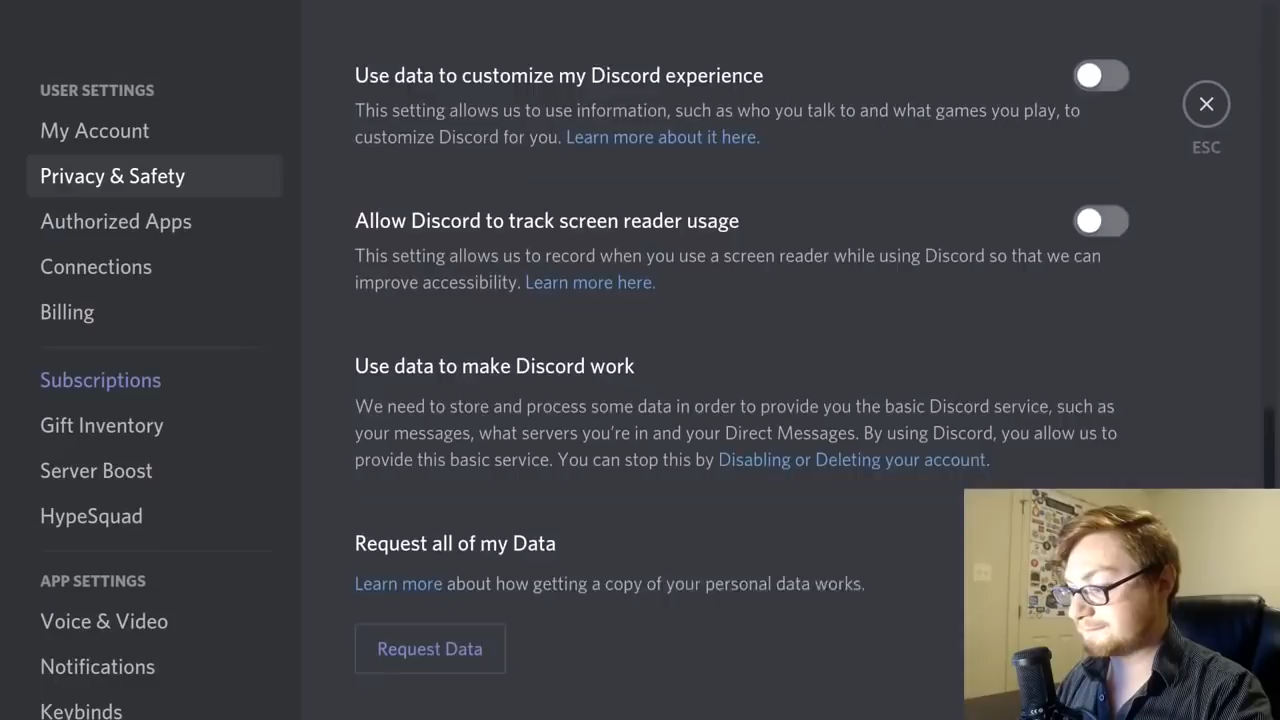 USER SETTINGS
My Account
Privacy & Safety
Authorized Apps
Connections
Billing
Subscriptions
Gift Inventory
Server Boost
HypeSquad
APP SETTINGS
Voice & Video
Notifications
Keybinds
Use data to customize my Discord experience
This setting allows us to use information, such as who you talk to and what games you play, to
customize Discord for you. Learn more about it here.
Allow Discord to track screen reader usage
This setting allows us to record when you use a screen reader while using Discord so that we can
improve accessibility. Learn more here.
Use data to make Discord work
We need to store and process some data in order to provide you the basic Discord service, such as
your messages, what servers you're in and your Direct Messages. By using Discord, you allow us to
provide this basic service. You can stop this by Disabling or Deleting your account.
Request all of my Data
Learn more about how getting a copy of your personal data works.
Request Data
ESC